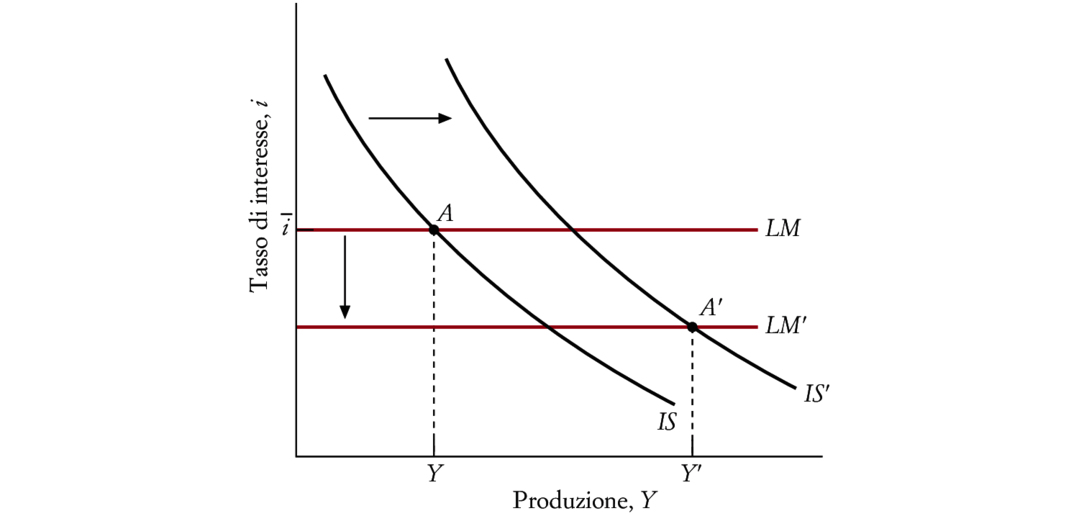 Tasso di interesse, i
i̅
A
LM
A′
LM′
IS′
IS
Y
Y′
Produzione, Y